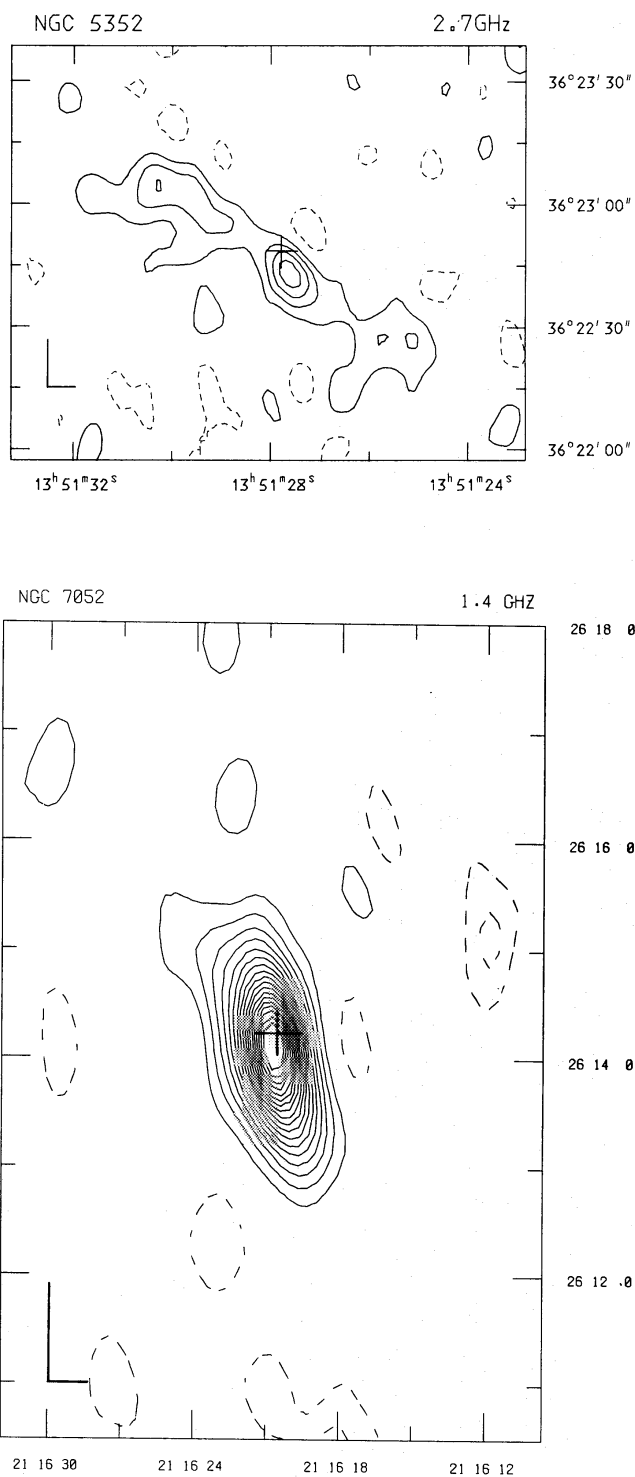 NGC 5352 2.7GHz
36°23'30"
36°23'00"
36°22'30"
36°22'00"
13ʰ51ᵐ32ˢ 13ʰ51ᵐ28ˢ 13ʰ51ᵐ24ˢ
NGC 7052 1.4 GHZ
26 18 0
26 16 0
26 14 0
26 12 .0
21 16 30 21 16 24 21 16 18 21 16 12